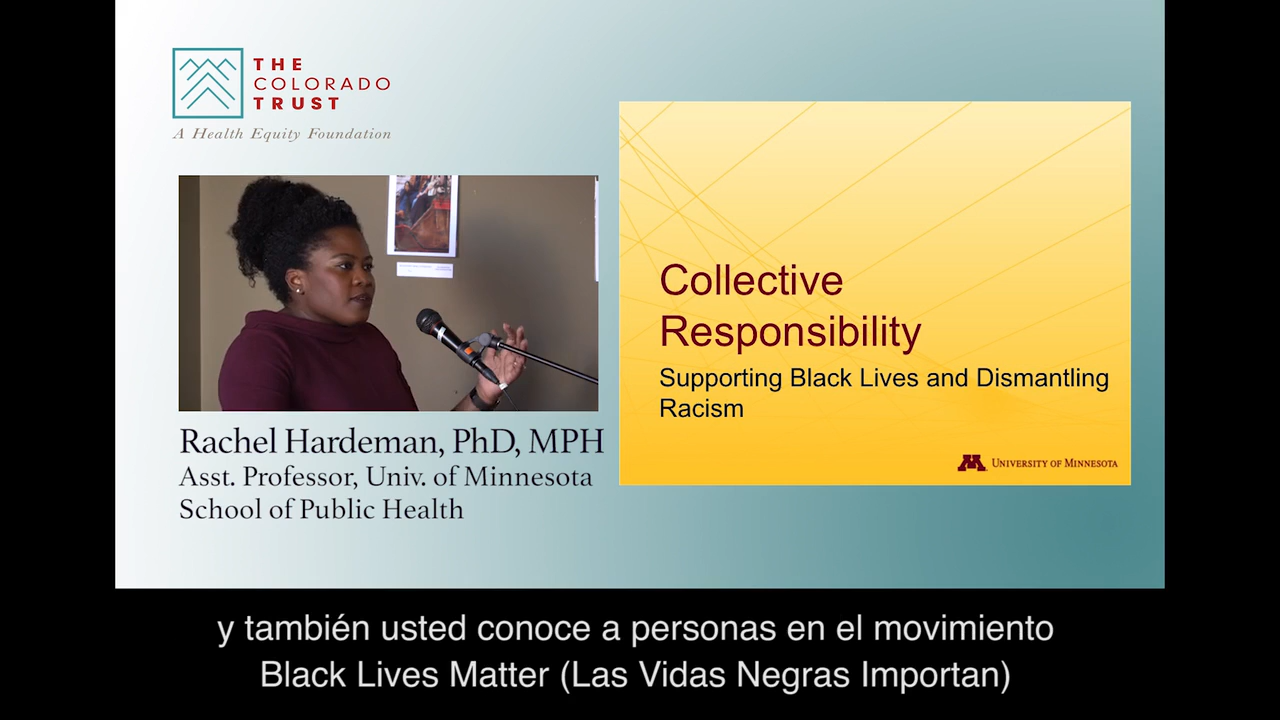 THE
COLORADO
TRUST
A Health Equity Foundation
Rachel Hardeman, PhD, MPH
Asst. Professor, Univ. of Minnesota
School of Public Health
Collective
Responsibility
Supporting Black Lives and Dismantling
Racism
M University of Minnesota
y también usted conoce a personas en el movimiento
Black Lives Matter (Las Vidas Negras Importan)